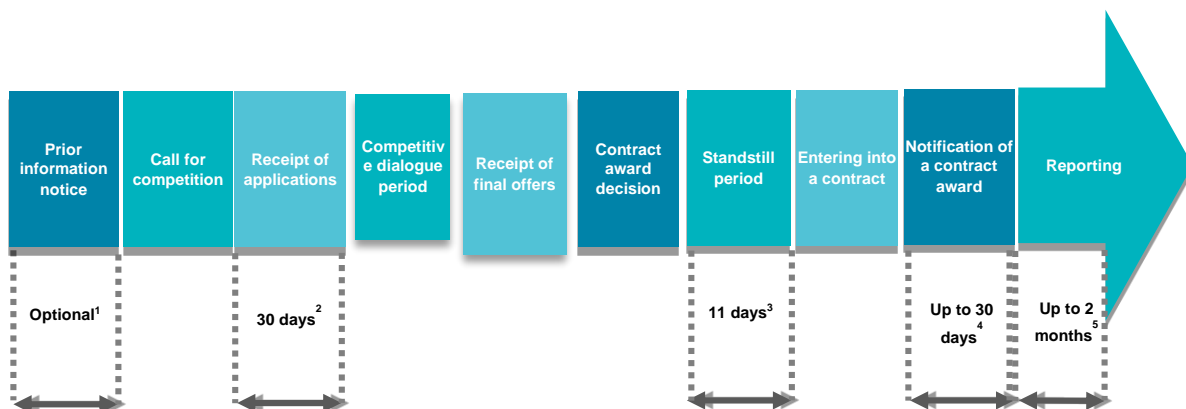 Prior
information
notice
Call for
competition
Receipt of
applications
Competitiv
e dialogue
period
Receipt of
final offers
Contract
award
decision
Standstill
period
Entering into
a contract
Notification of
a contract
award
Reporting
Optional¹
30 days²
11 days³
Up to 30
days⁴
Up to 2
months⁵